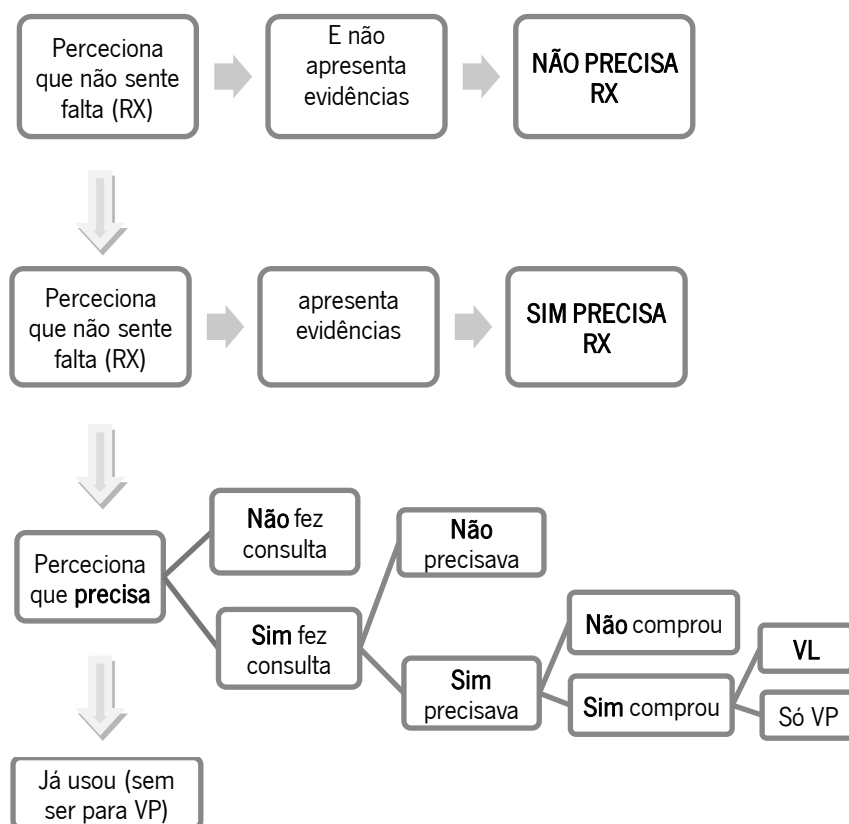 Perceciona
que não sente
falta (RX)
E não
apresenta
evidências
NÃO PRECISA
RX
Perceciona
que não sente
falta (RX)
apresenta
evidências
SIM PRECISA
RX
Perceciona
que precisa
Não fez
consulta
Sim fez
consulta
Não
precisava
Sim
precisava
Não comprou
Sim comprou
VL
Só VP
Já usou (sem
ser para VP)